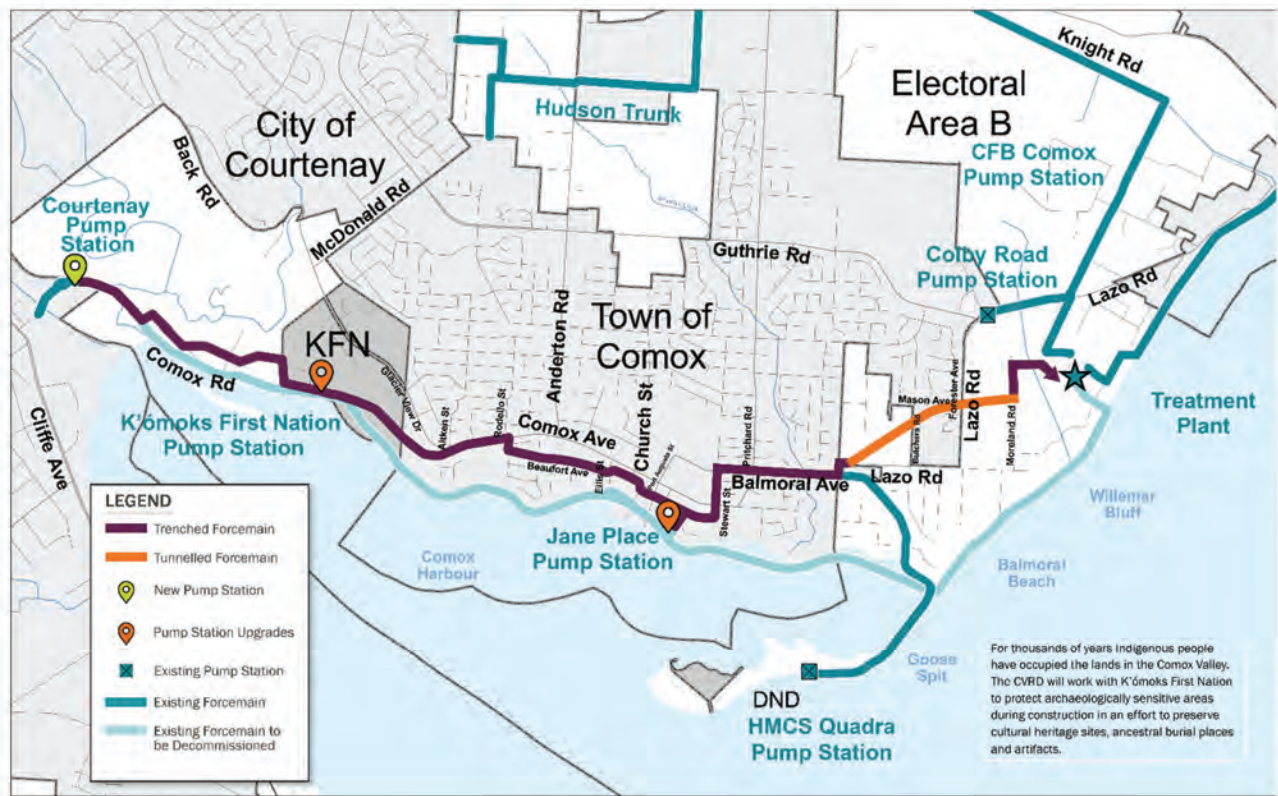 Knight Rd
Electoral
Area B
Hudson Trunk
City of
Courtenay
Back Rd
CFB Comox
Pump Station
McDonald Rd
Courtenay
Pump
Station
Guthrie Rd
Colby Road
Pump Station
Lazo Rd
Anderton Rd
Town of
Comox
KFN
Comox Rd
Glacier View Dr
Cliffe Ave
K'ómoks First Nation
Pump Station
Aitken St
Rodello St
Comox Ave
Church St
Beaufort Ave
Ellis St
Port Augusta St
Stewart St
Pritchard Rd
Balmoral Ave
Mason Ave
Butchers Rd
Forester Ave
Lazo Rd
Moreland Rd
Lazo Rd
Treatment
Plant
Willemar
Bluff
Balmoral
Beach
Jane Place
Pump Station
Comox
Harbour
Goose
Spit
DND
HMCS Quadra
Pump Station
LEGEND
Trenched Forcemain
Tunnelled Forcemain
New Pump Station
Pump Station Upgrades
Existing Pump Station
Existing Forcemain
Existing Forcemain to
be Decommissioned
For thousands of years Indigenous people
have occupied the lands in the Comox Valley.
The CVRD will work with K'ómoks First Nation
to protect archaeologically sensitive areas
during construction in an effort to preserve
cultural heritage sites, ancestral burial places
and artifacts.